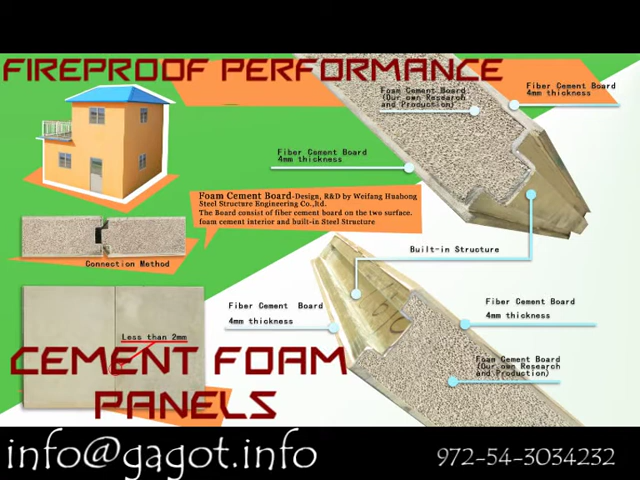 FIREPROOF PERFORMANCE
Fiber Cement Board
4mm thickness
Foam Cement Board
(Our own Research
and Production)
Fiber Cement Board
4mm thickness
Foam Cement Board-Design, R&D by Weifang Huahong
Steel Structure Engineering Co.,ltd.
The Board consist of fiber cement board on the two surface.
foam cement interior and built-in Steel Structure
Connection Method
Built-in Structure
Fiber Cement Board
4mm thickness
Fiber Cement Board
4mm thickness
Less than 2mm
Foam Cement Board
(Our own Research
and Production)
CEMENT FOAM
PANELS
info@gagot.info
972-54-3034232